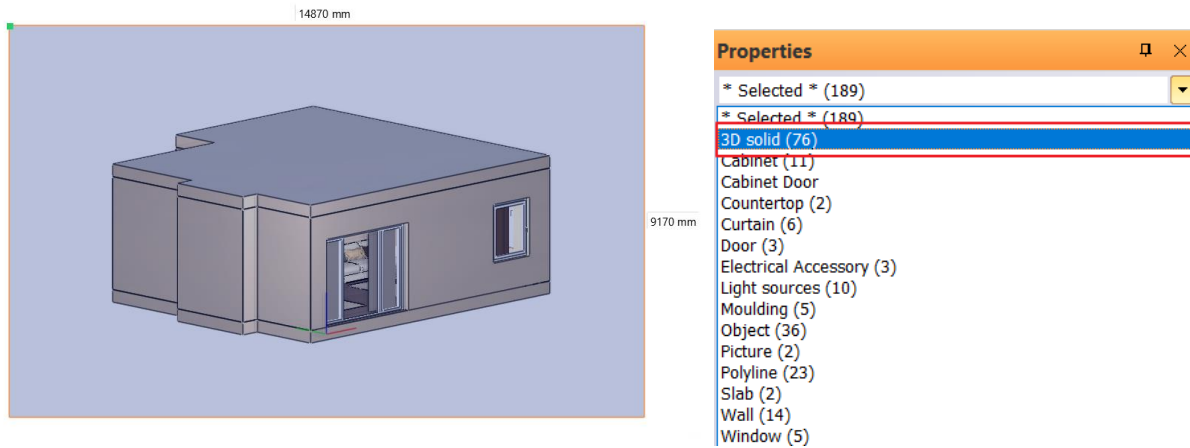 14870 mm
9170 mm
Properties
* Selected * (189)
* Selected * (189)
3D solid (76)
Cabinet (11)
Cabinet Door
Countertop (2)
Curtain (6)
Door (3)
Electrical Accessory (3)
Light sources (10)
Moulding (5)
Object (36)
Picture (2)
Polyline (23)
Slab (2)
Wall (14)
Window (5)